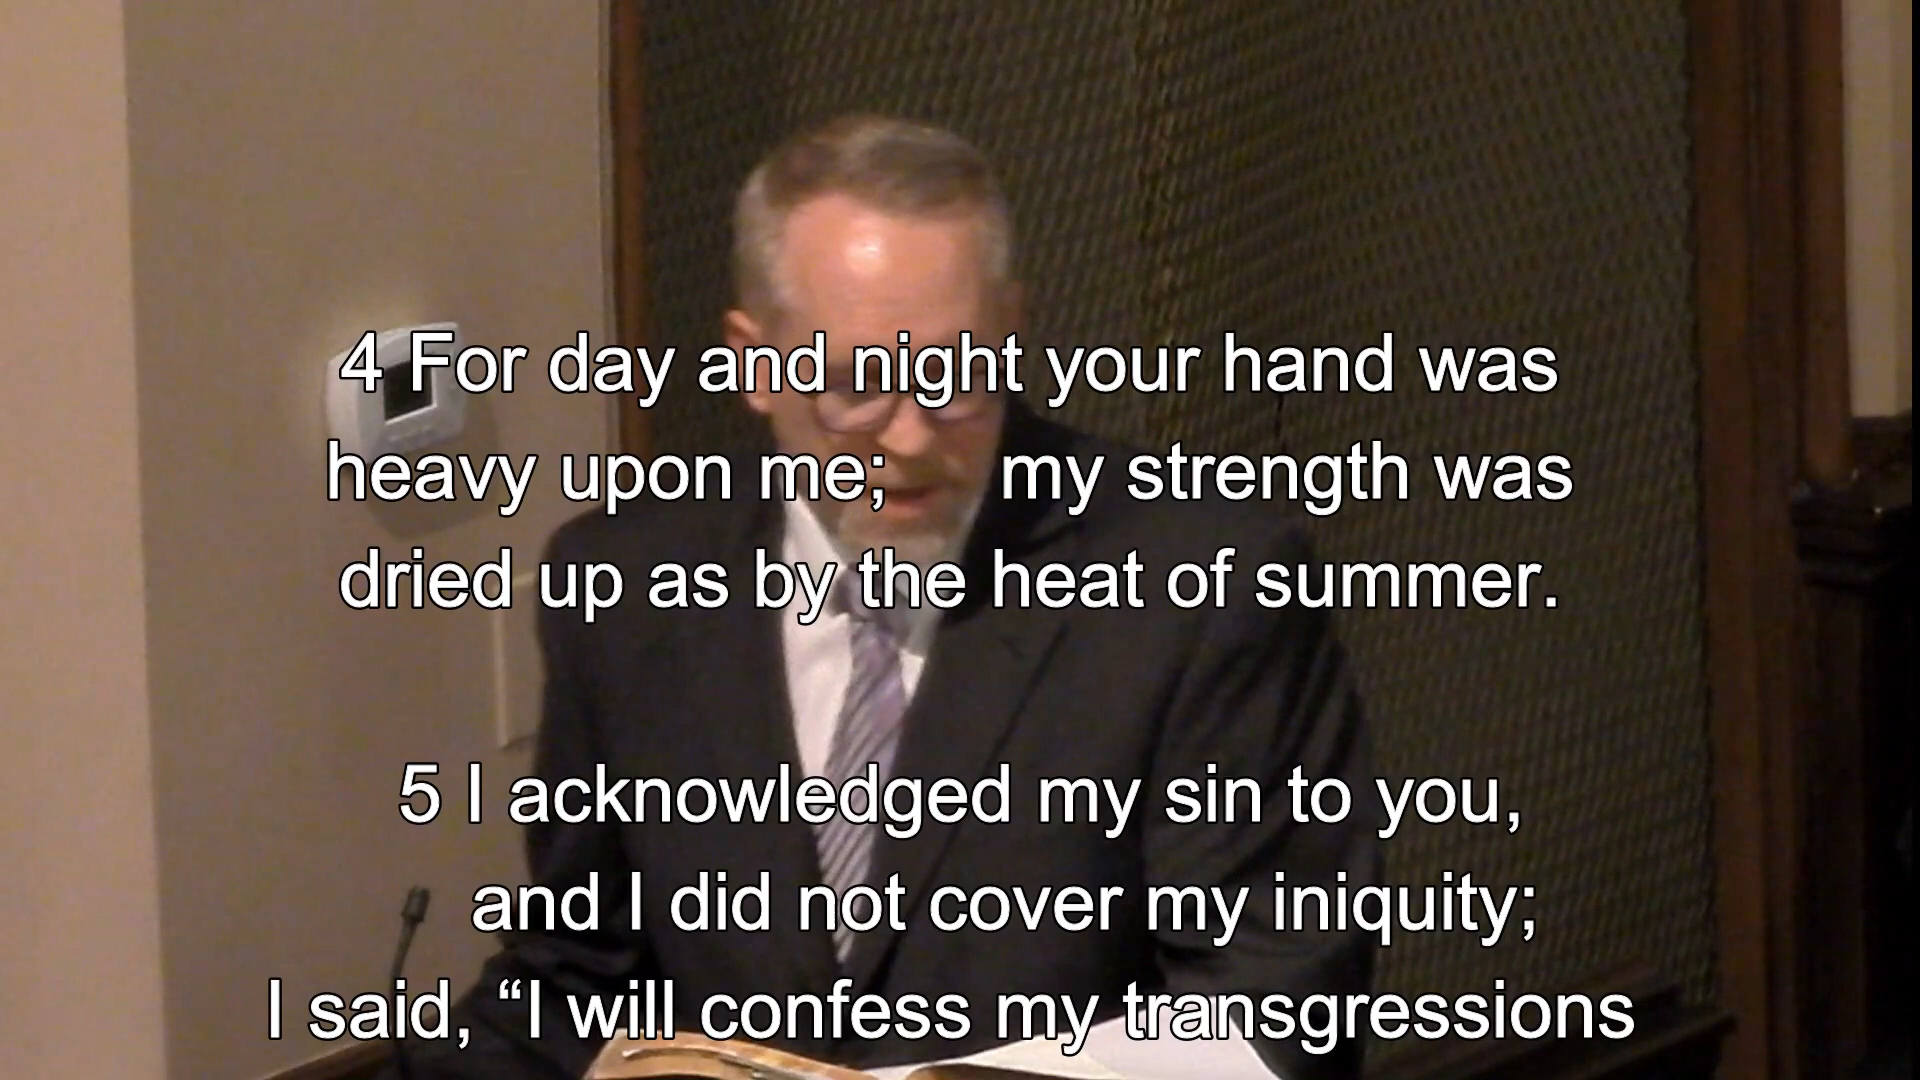 4 For day and night your hand was
heavy upon me; my strength was
dried up as by the heat of summer.
5 I acknowledged my sin to you,
and I did not cover my iniquity;
I said, “I will confess my transgressions